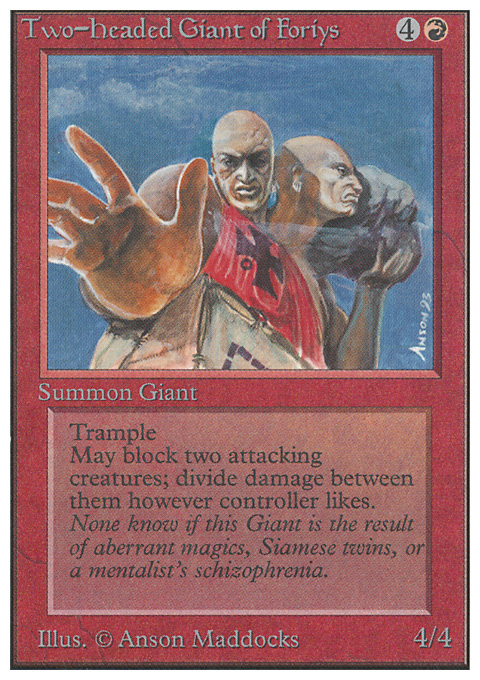 Two-Headed Giant of Foriys 4
ANSON 93
Summon Giant
Trample
May block two attacking
creatures; divide damage between
them however controller likes.
None know if this Giant is the result
of aberrant magics, Siamese twins, or
a mentalist's schizophrenia.
Illus. © Anson Maddocks 4/4